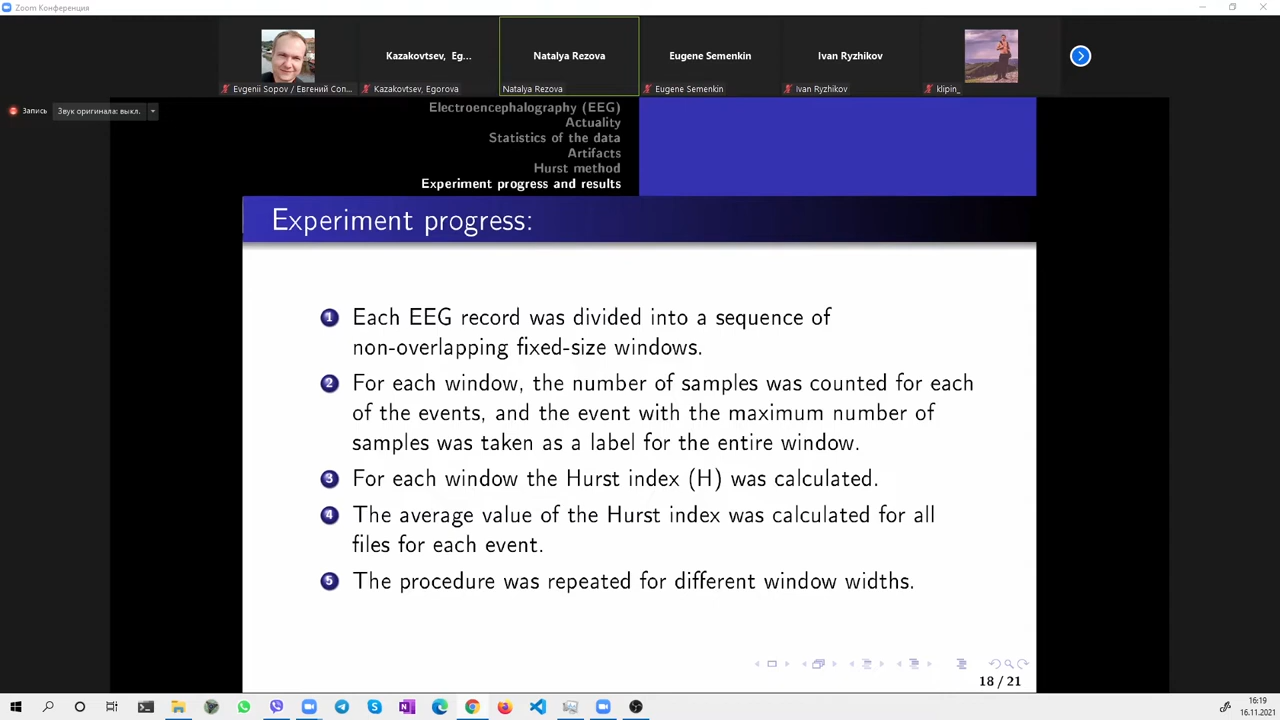 Zoom Конференция
Kazakovtsev, Eg...
Natalya Rezova
Eugene Semenkin
Ivan Ryzhikov
Evgenii Sopov / Евгений Соп...
Kazakovtsev, Egorova
Natalya Rezova
Eugene Semenkin
Ivan Ryzhikov
klipin_
Запись
Звук оригинала: выкл.
Electroencephalography (EEG)
Actuality
Statistics of the data
Artifacts
Hurst method
Experiment progress and results
Experiment progress:
1 Each EEG record was divided into a sequence of
non-overlapping fixed-size windows.
2 For each window, the number of samples was counted for each
of the events, and the event with the maximum number of
samples was taken as a label for the entire window.
3 For each window the Hurst index (H) was calculated.
4 The average value of the Hurst index was calculated for all
files for each event.
5 The procedure was repeated for different window widths.
18 / 21
16:19
16.11.2021